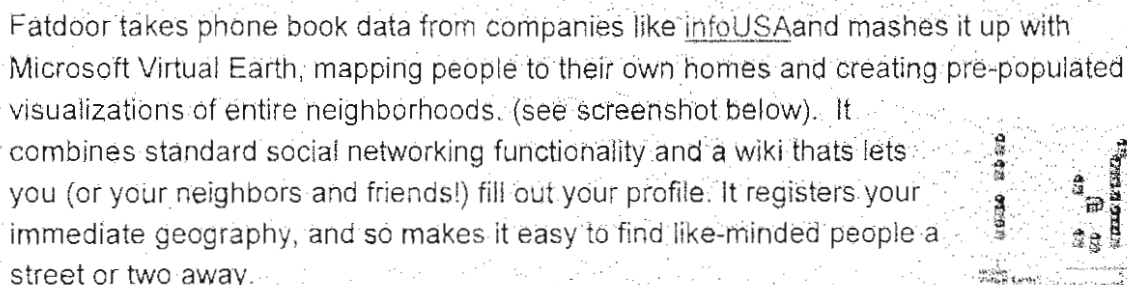 Fatdoor takes phone book data from companies like infoUSAand mashes it up with
Microsoft Virtual Earth, mapping people to their own homes and creating pre-populated
visualizations of entire neighborhoods. (see screenshot below). It
combines standard social networking functionality and a wiki thats lets
you (or your neighbors and friends!) fill out your profile. It registers your
immediate geography, and so makes it easy to find like-minded people a
street or two away.